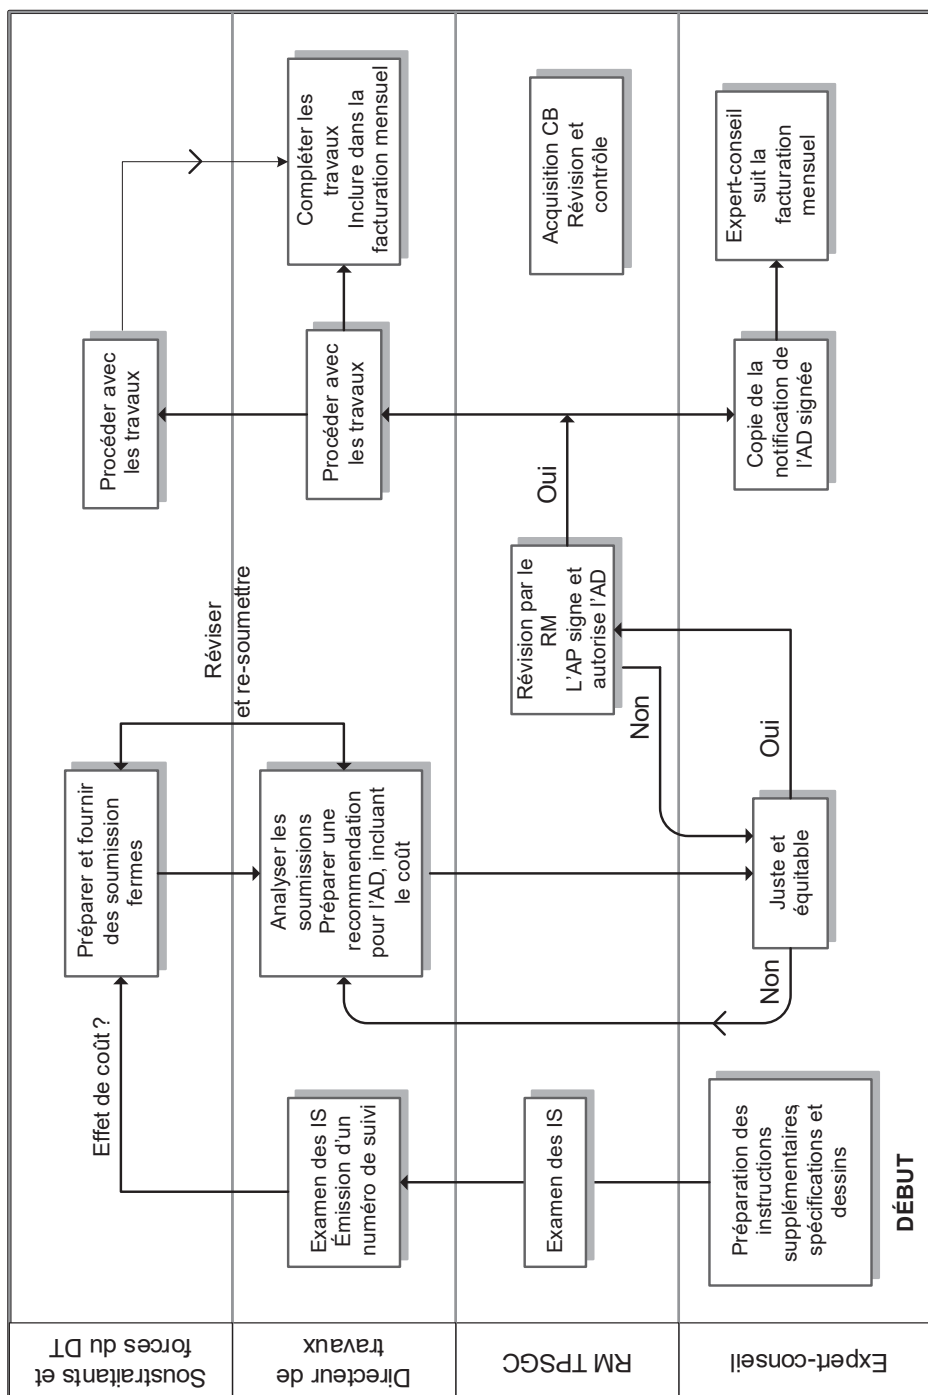 Soustraitants et
forces du DT
Effet de coût ?
Préparer et fournir
des soumission
fermes
Réviser
et re-soumettre
Procéder avec
les travaux
Directeur de
travaux
Examen des IS
Émission d'un
numéro de suivi
Analyser les
soumissions
Préparer une
recommendation
pour l'AD, incluant
le coût
Procéder avec
les travaux
Compléter les
travaux
Inclure dans la
facturation mensuel
RM TPSGC
Examen des IS
Révision par le
RM
L'AP signe et
autorise l'AD
Non
Oui
Acquisition CB
Révision et
contrôle
Expert-conseil
Préparation des
instructions
supplémentaires,
spécifications et
dessins
DÉBUT
Non
Juste et
équitable
Oui
Copie de la
notification de
l'AD signée
Expert-conseil
suit la
facturation
mensuel